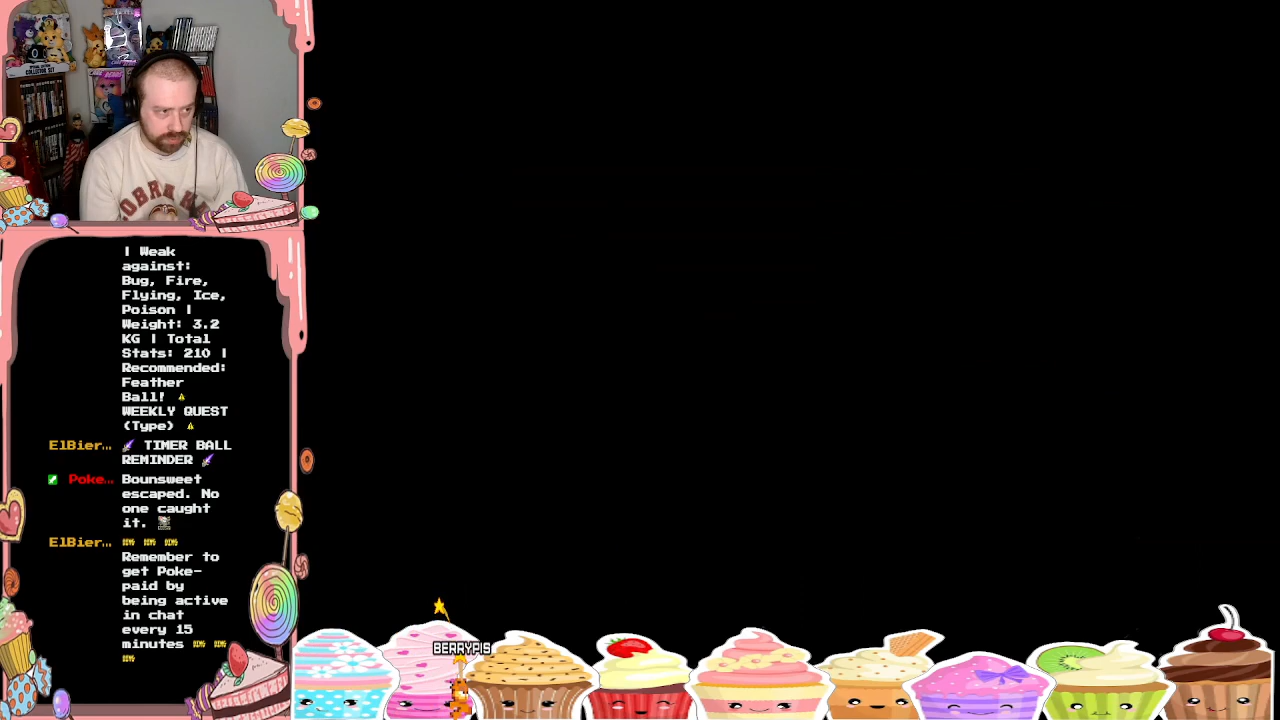 COBRA K
| Weak
against:
Bug, Fire,
Flying, Ice,
Poison |
Weight: 3.2
KG | Total
Stats: 210 |
Recommended:
Feather
Ball!
WEEKLY QUEST
(Type)
ElBier… TIMER BALL
REMINDER
Poke… Bounsweet
escaped. No
one caught
it.
ElBier…
Remember to
get Poke-
paid by
being active
in chat
every 15
minutes
BERRYPIS